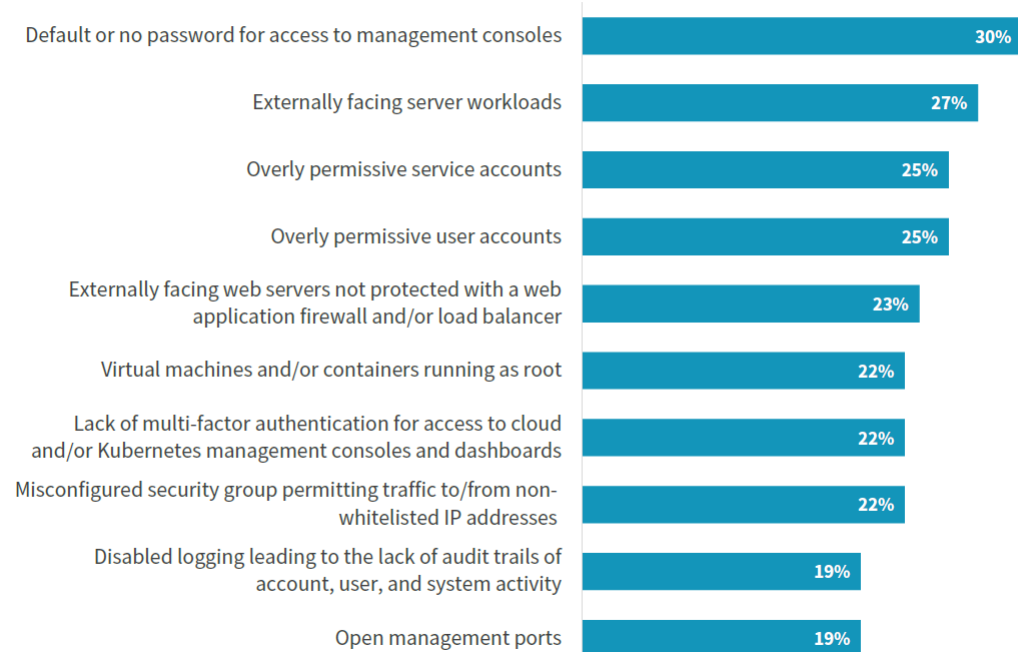 Default or no password for access to management consoles
30%
Externally facing server workloads
27%
Overly permissive service accounts
25%
Overly permissive user accounts
25%
Externally facing web servers not protected with a web
application firewall and/or load balancer
23%
Virtual machines and/or containers running as root
22%
Lack of multi-factor authentication for access to cloud
and/or Kubernetes management consoles and dashboards
22%
Misconfigured security group permitting traffic to/from non-
whitelisted IP addresses
22%
Disabled logging leading to the lack of audit trails of
account, user, and system activity
19%
Open management ports
19%